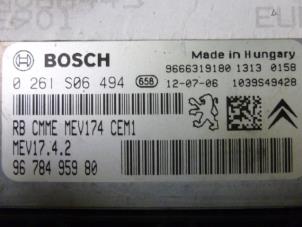 BOSCH
Made in Hungary
9666319180 1313 0158
0 261 S06 494 658 12-07-06 1039S49428
RB CMME MEV174 CEM1
MEV17.4.2
96 784 959 80